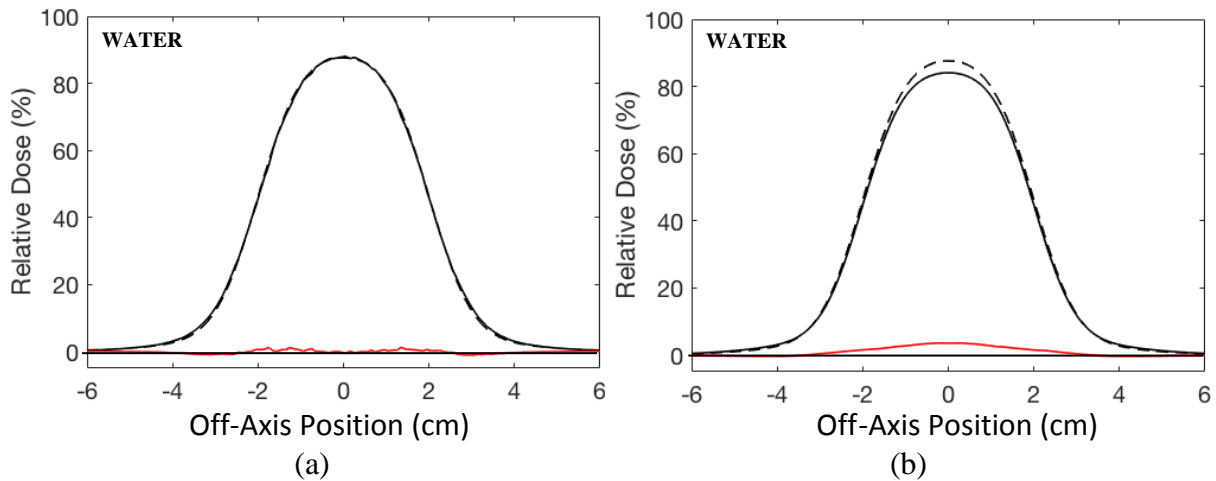 WATER
100
80
60
40
20
0
Relative Dose (%)
-6 -4 -2 0 2 4 6
Off-Axis Position (cm)
(a)
WATER
100
80
60
40
20
0
Relative Dose (%)
-6 -4 -2 0 2 4 6
Off-Axis Position (cm)
(b)